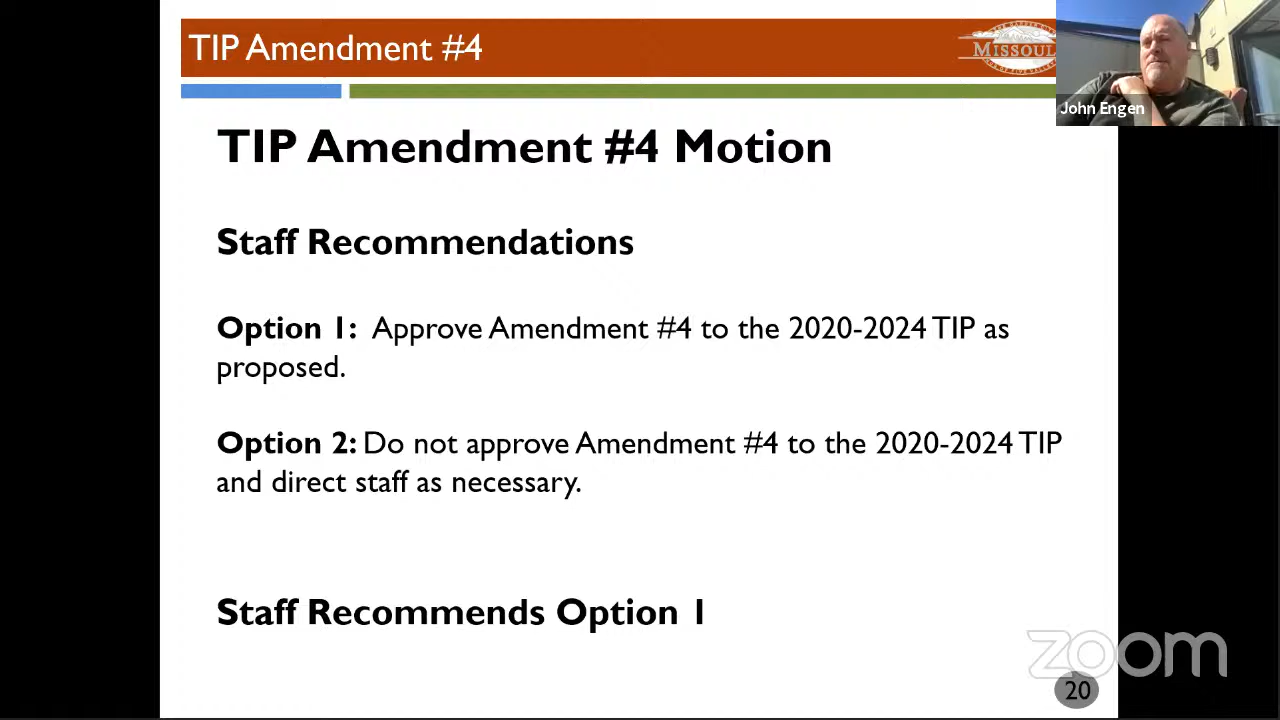 TIP Amendment #4
MISSOUL
John Engen
TIP Amendment #4 Motion
Staff Recommendations
Option 1: Approve Amendment #4 to the 2020-2024 TIP as
proposed.
Option 2: Do not approve Amendment #4 to the 2020-2024 TIP
and direct staff as necessary.
Staff Recommends Option 1
zoom
20